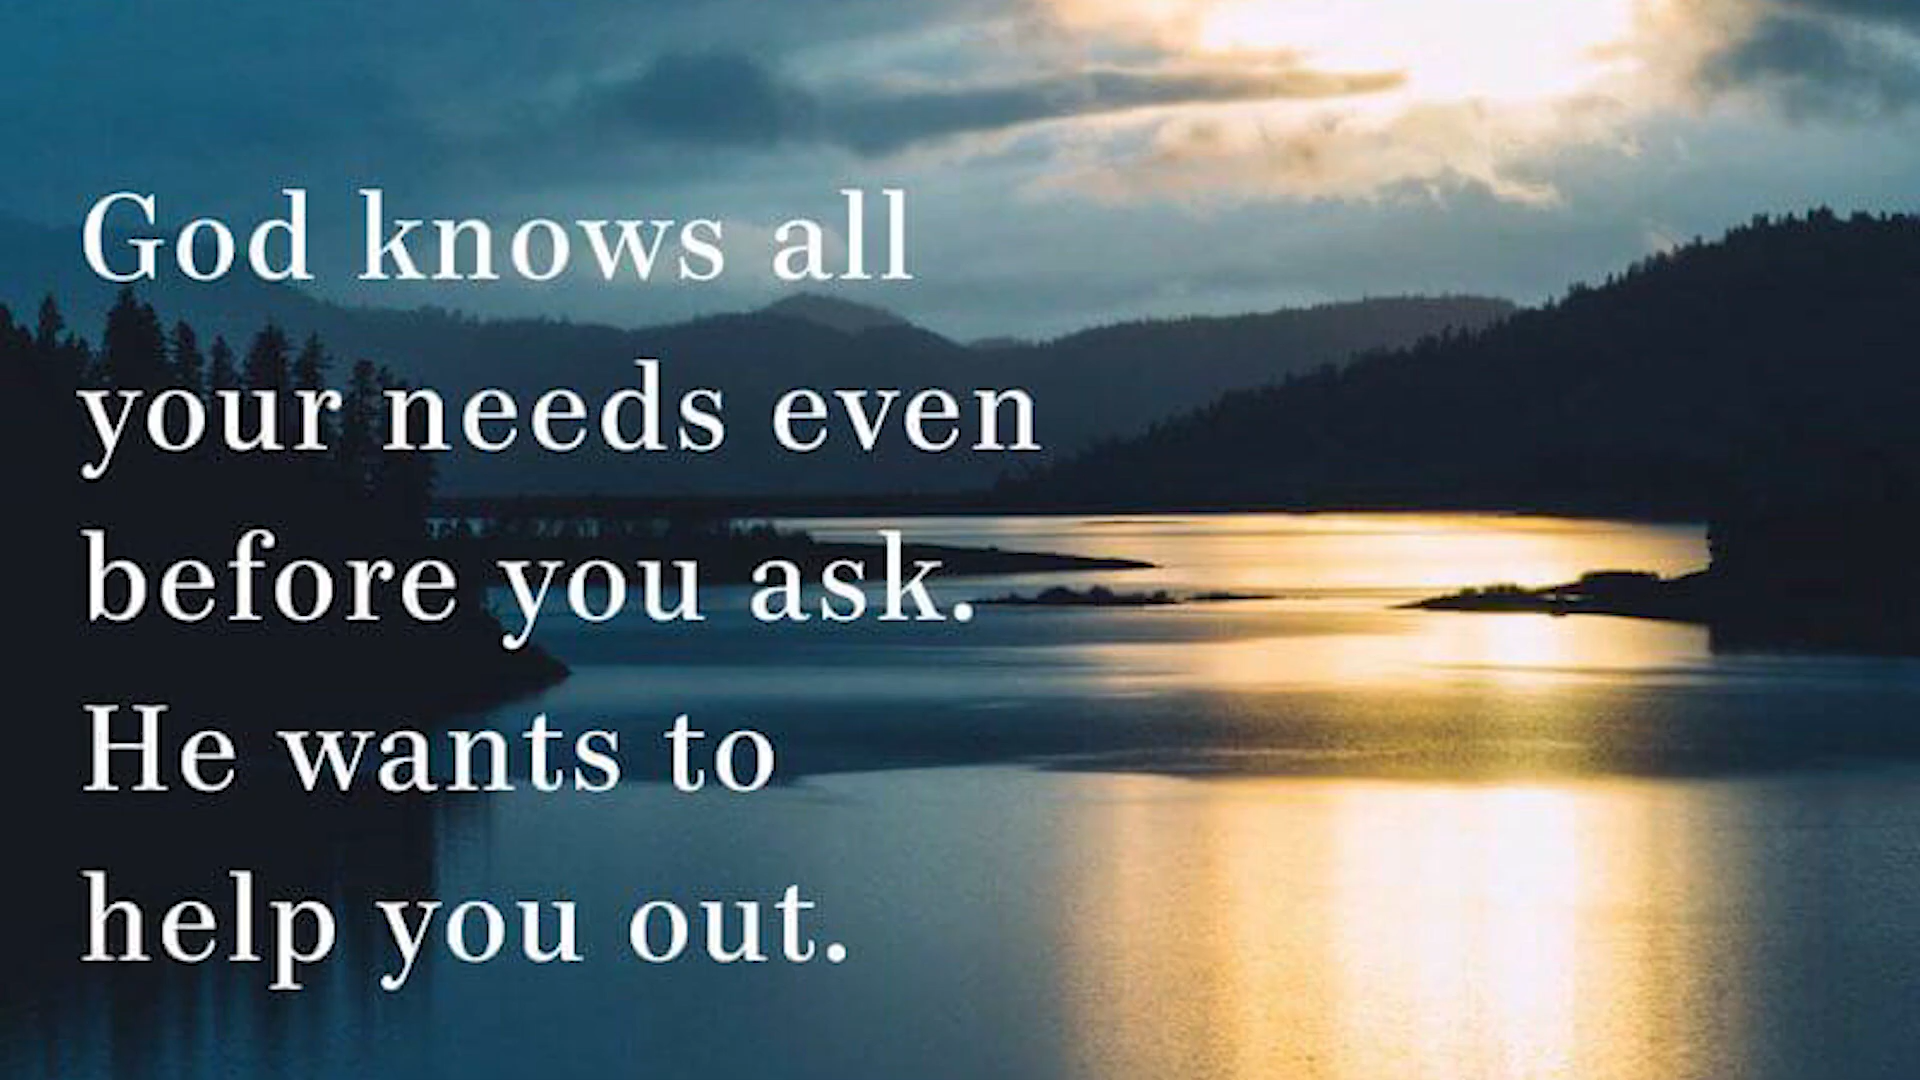 God knows all
your needs even
before you ask.
He wants to
help you out.